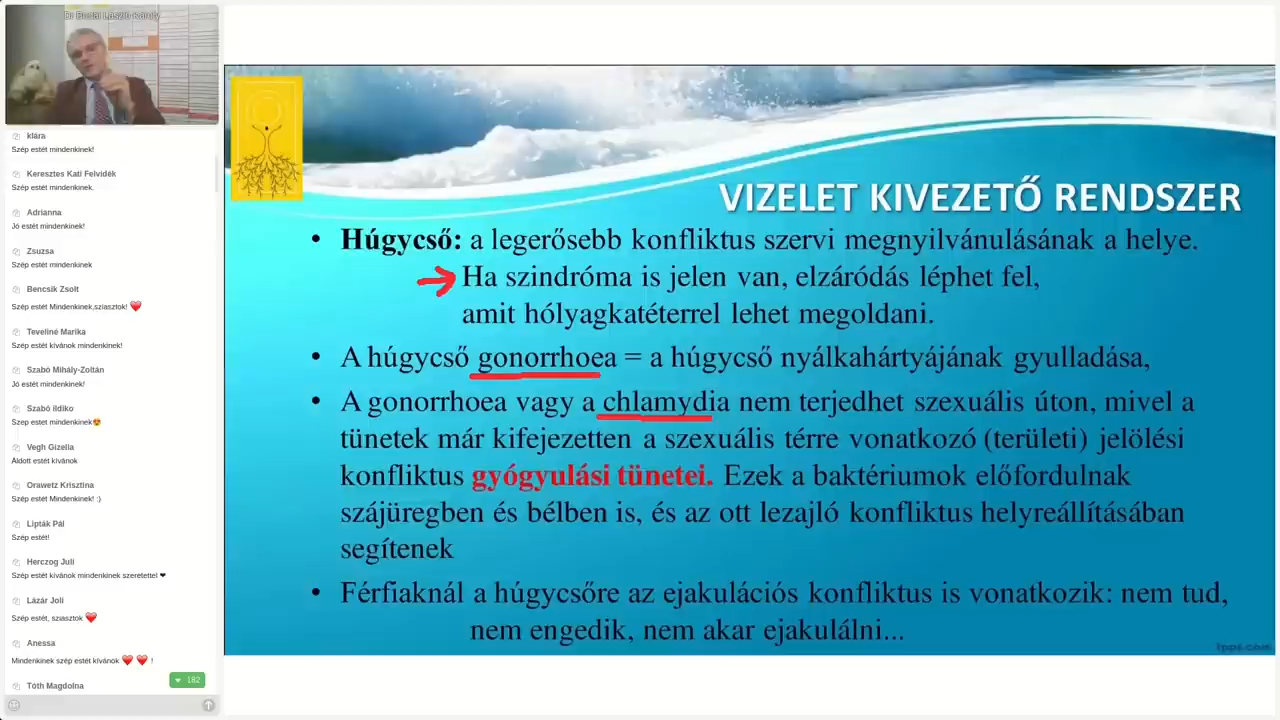 klára
Szép estét mindenkinek!
Keresztes Kati Felvidék
Szép estét mindenkinek.
Adrianna
Jó estét mindenkinek!
Zsuzsa
Szép estét mindenkinek
Bencsik Zsolt
Szép estét Mindenkinek,sziasztok! ❤️
Teveliné Marika
Szép estét kívánok mindenkinek!
Szabó Mihály-Zoltán
Jó estét mindenkinek!
Szabó ildiko
Szep estet mindenkinek😍
Vegh Gizella
Áldott estét kívánok
Orawetz Krisztina
Szép estét Mindenkinek! :)
Lipták Pál
Szép estét!
Herczog Juli
Szép estét kívánok mindenkinek szeretettel ❤
Lázár Joli
Szép estét, sziasztok ❤️
Anessa
Mindenkinek szép estét kívánok ❤️ ❤️ !
Tóth Magdolna
182
VIZELET KIVEZETŐ RENDSZER
• Húgycső: a legerősebb konfliktus szervi megnyilvánulásának a helye.
Ha szindróma is jelen van, elzáródás léphet fel,
amit hólyagkatéterrel lehet megoldani.
• A húgycső gonorrhoea = a húgycső nyálkahártyájának gyulladása,
• A gonorrhoea vagy a chlamydia nem terjedhet szexuális úton, mivel a
tünetek már kifejezetten a szexuális térre vonatkozó (területi) jelölési
konfliktus gyógyulási tünetei. Ezek a baktériumok előfordulnak
szájüregben és bélben is, és az ott lezajló konfliktus helyreállításában
segítenek
• Férfiaknál a húgycsőre az ejakulációs konfliktus is vonatkozik: nem tud,
nem engedik, nem akar ejakulálni...